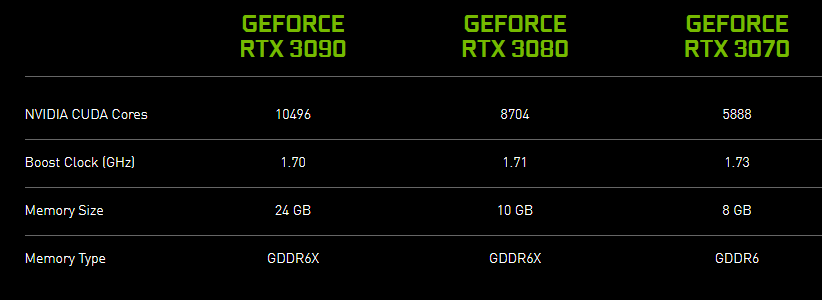 GEFORCE RTX 3090 GEFORCE RTX 3080 GEFORCE RTX 3070
NVIDIA CUDA Cores 10496 8704 5888
Boost Clock (GHz) 1.70 1.71 1.73
Memory Size 24 GB 10 GB 8 GB
Memory Type GDDR6X GDDR6X GDDR6